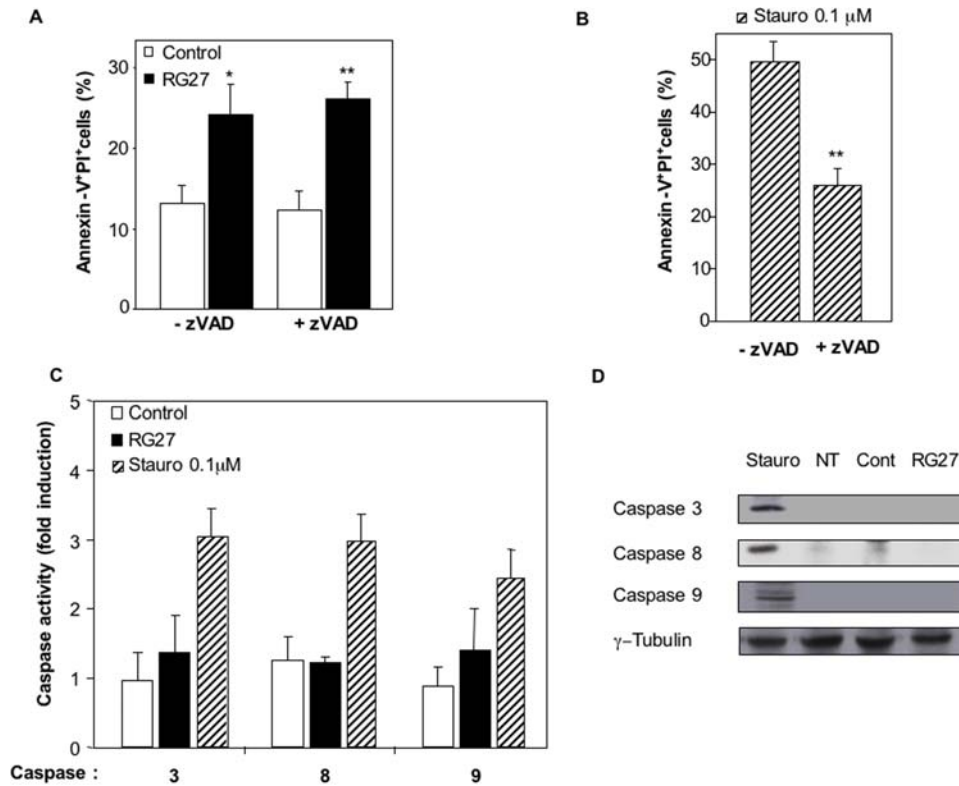 A
Control
RG27
Annexin -V⁺PI⁺cells (%)
30
20
10
0
*
**
- zVAD
+ zVAD
B
Stauro 0.1 µM
Annexin -V⁺PI⁺cells (%)
50
40
30
20
10
0
**
- zVAD
+ zVAD
C
Control
RG27
Stauro 0.1µM
Caspase activity (fold induction)
5
4
3
2
1
0
Caspase : 3 8 9
D
Stauro NT Cont RG27
Caspase 3
Caspase 8
Caspase 9
γ–Tubulin